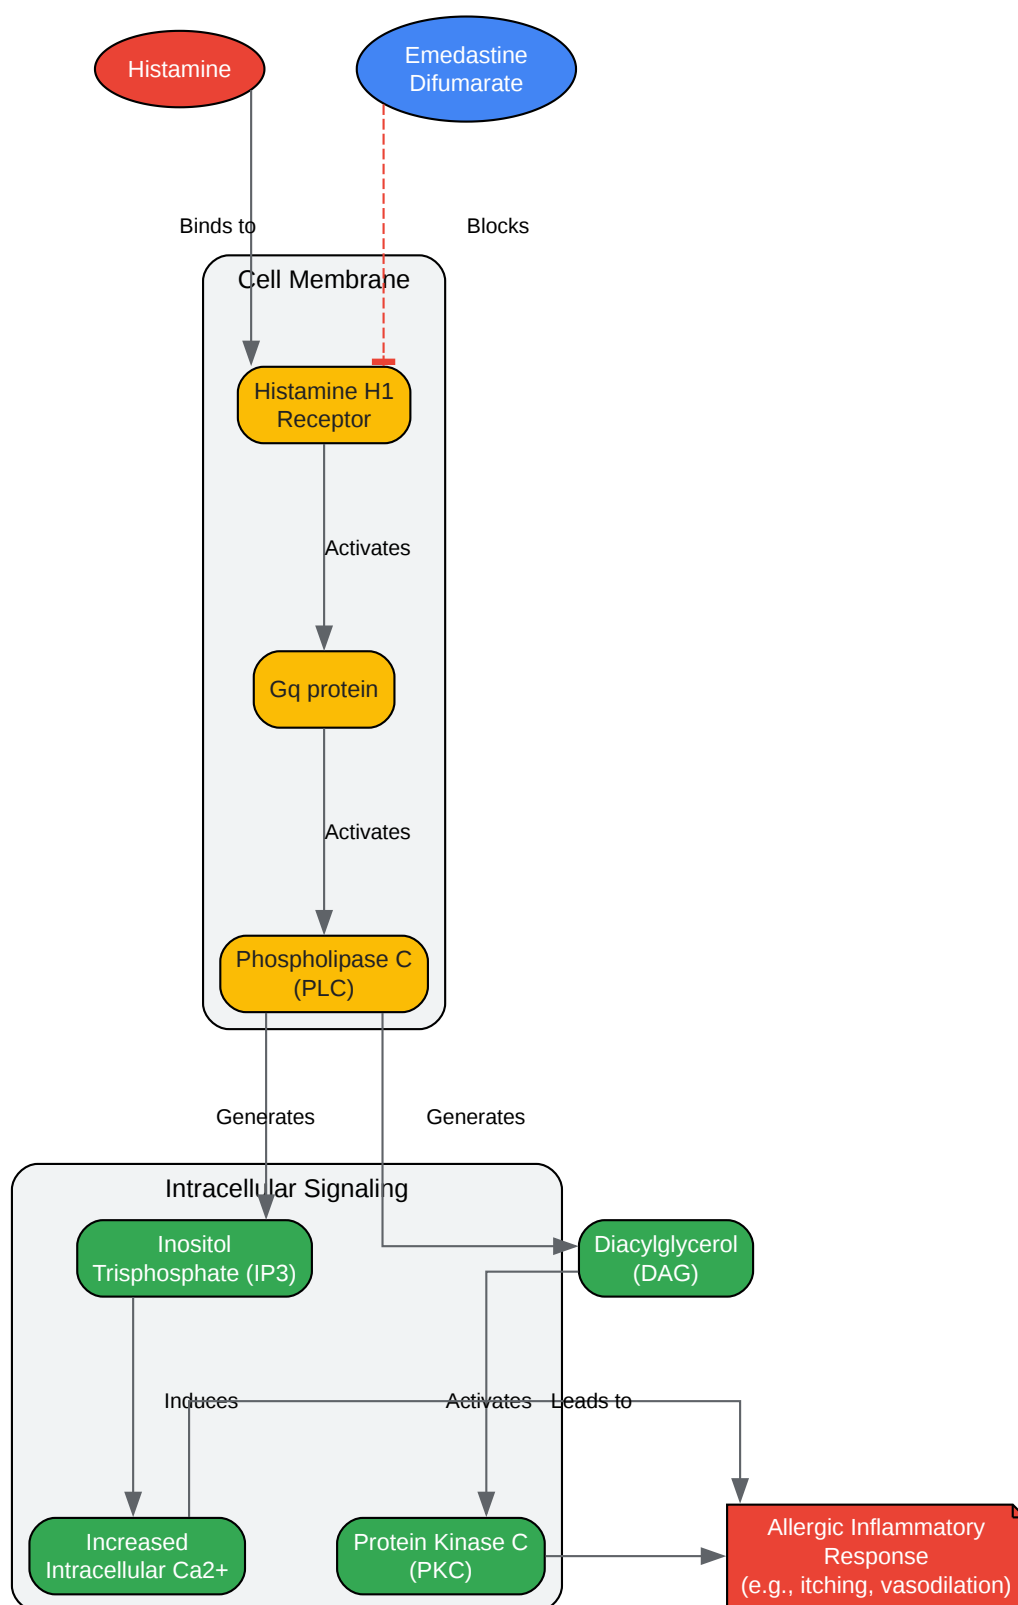 Histamine
Emedastine
Difumarate
Binds to
Blocks
Cell Membrane
Histamine H1
Receptor
Activates
Gq protein
Activates
Phospholipase C
(PLC)
Generates
Generates
Intracellular Signaling
Inositol
Trisphosphate (IP3)
Diacylglycerol
(DAG)
Induces
Activates
Leads to
Increased
Intracellular Ca2+
Protein Kinase C
(PKC)
Allergic Inflammatory
Response
(e.g., itching, vasodilation)